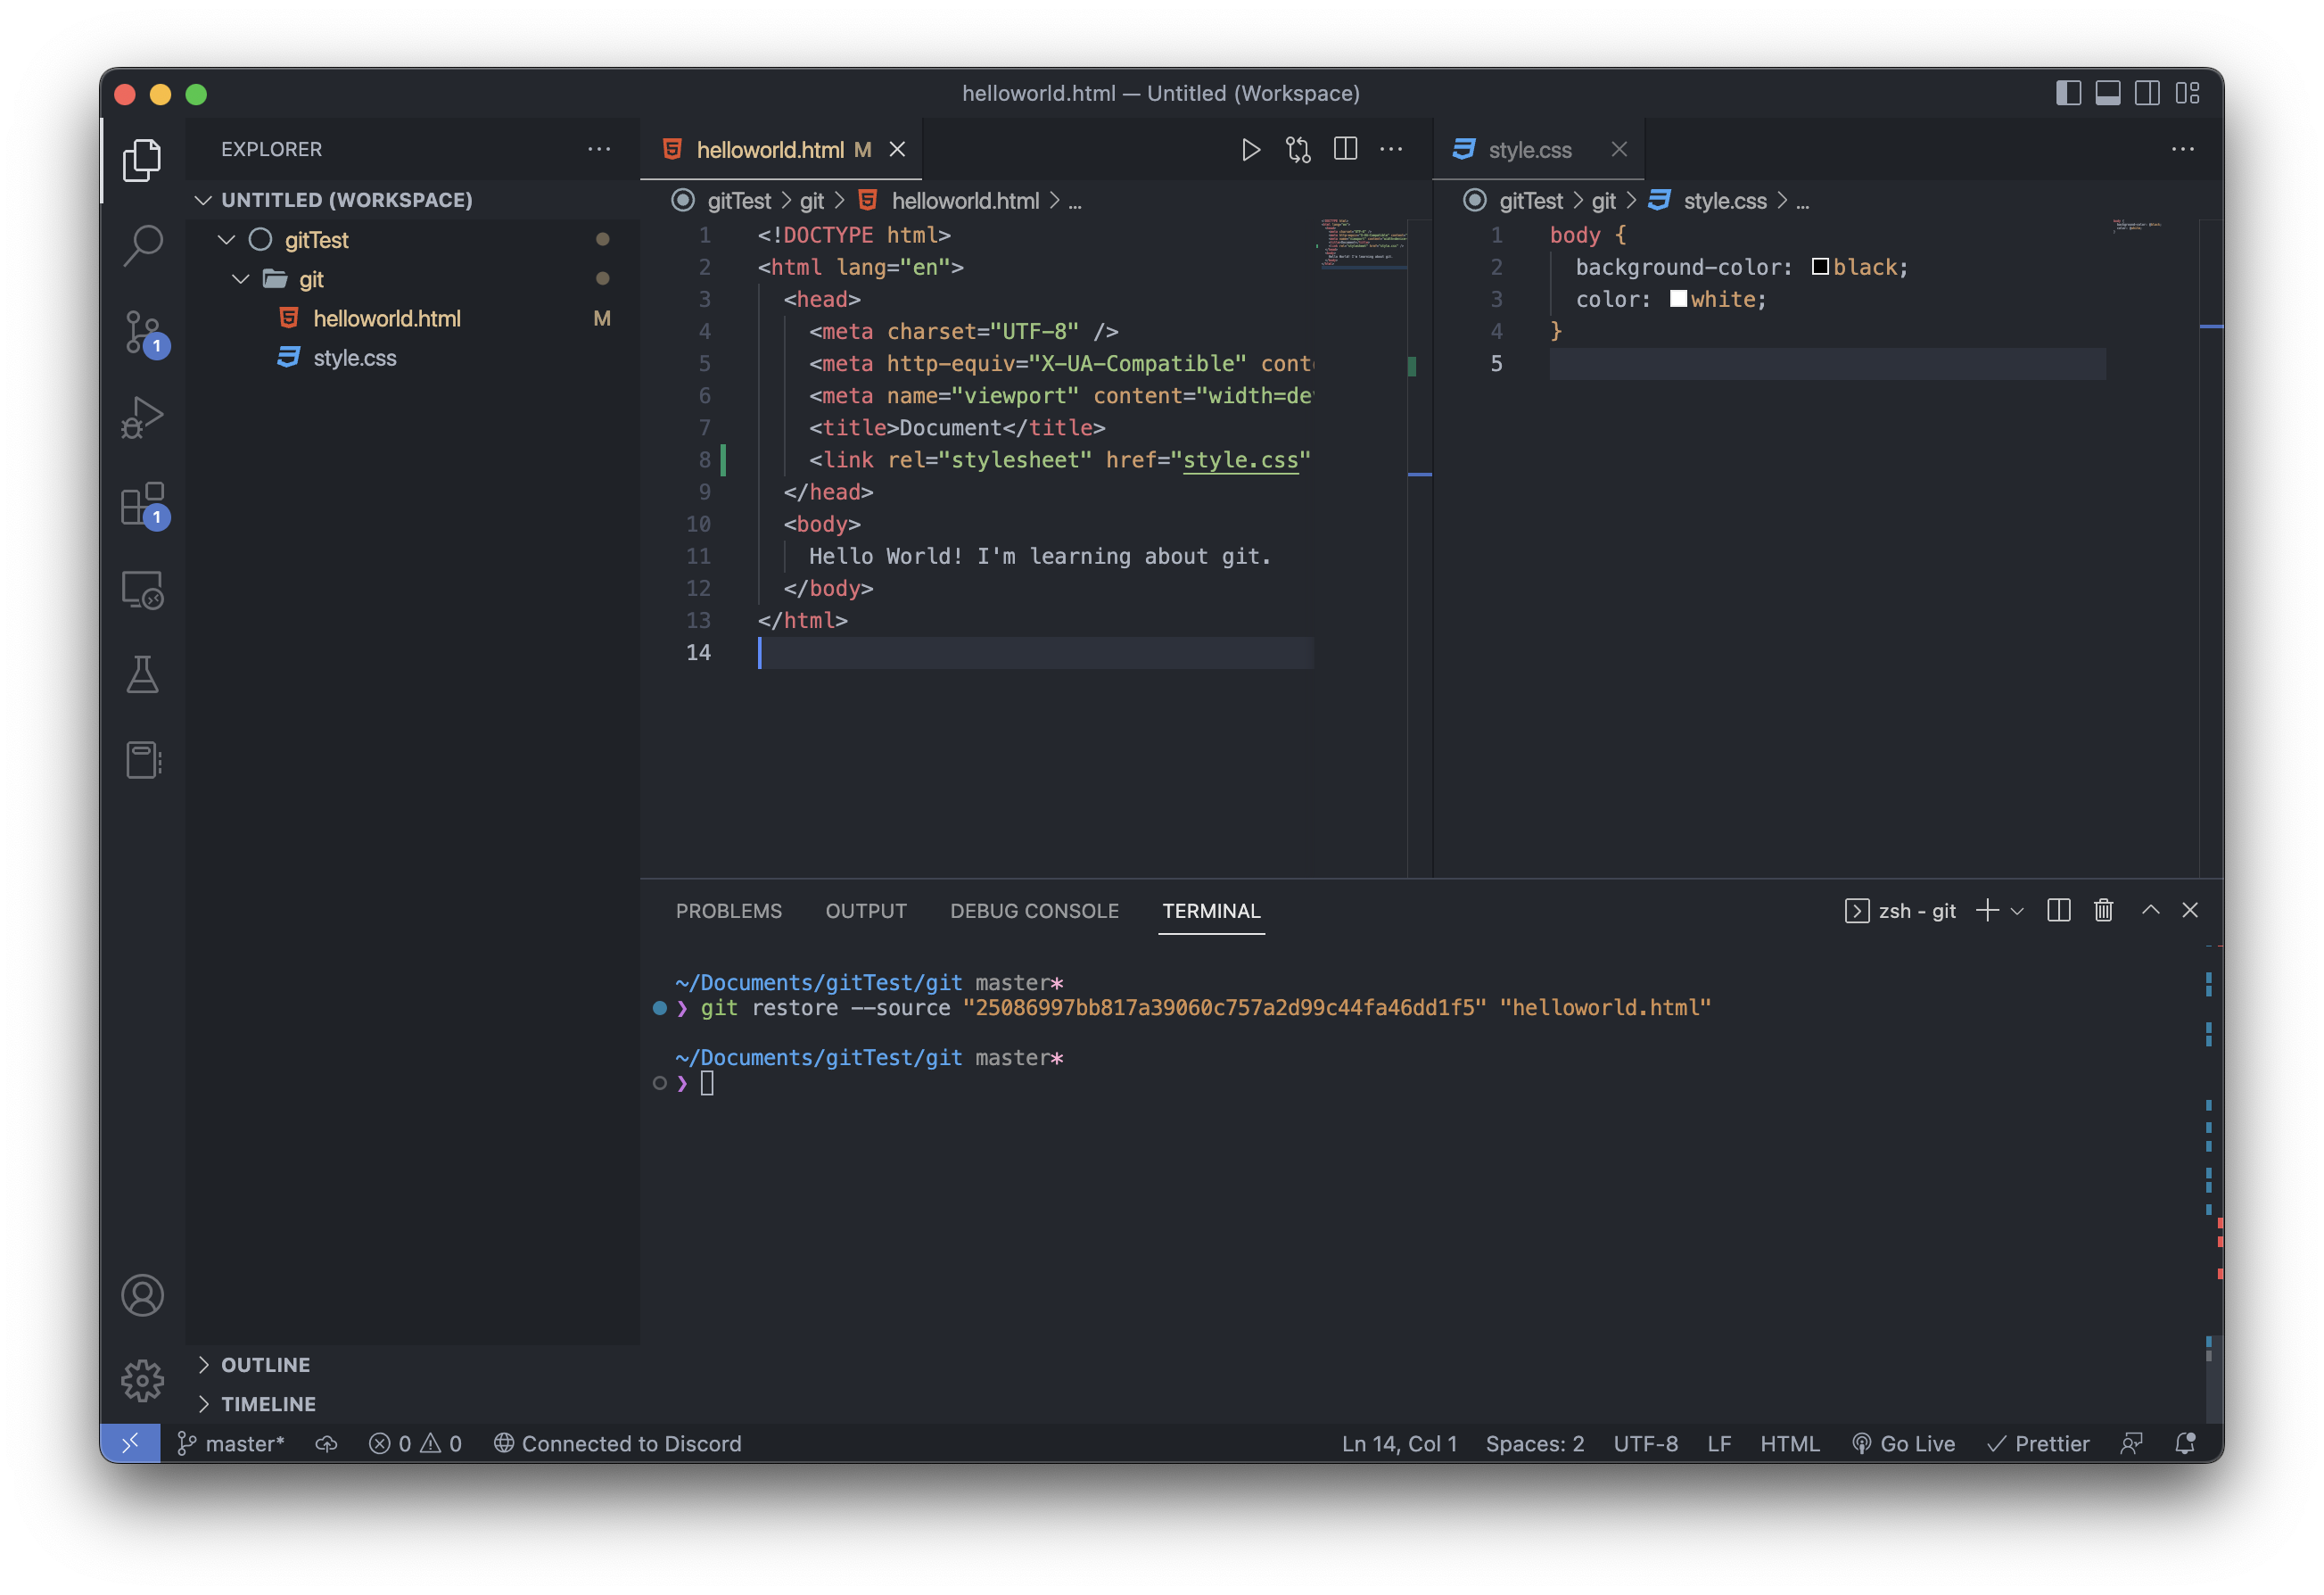 helloworld.html — Untitled (Workspace)
EXPLORER
UNTITLED (WORKSPACE)
gitTest
git
helloworld.html M
style.css
1
1
OUTLINE
TIMELINE
helloworld.html M
gitTest > git > helloworld.html > ...
1 <!DOCTYPE html>
2 <html lang="en">
3 <head>
4 <meta charset="UTF-8" />
5 <meta http-equiv="X-UA-Compatible" cont
6 <meta name="viewport" content="width=de
7 <title>Document</title>
8 <link rel="stylesheet" href="style.css"
9 </head>
10 <body>
11 Hello World! I'm learning about git.
12 </body>
13 </html>
14
style.css
gitTest > git > style.css > ...
1 body {
2 background-color: black;
3 color: white;
4 }
5
PROBLEMS OUTPUT DEBUG CONSOLE TERMINAL
zsh - git
~/Documents/gitTest/git master*
❯ git restore --source "25086997bb817a39060c757a2d99c44fa46dd1f5" "helloworld.html"
~/Documents/gitTest/git master*
❯
master* 0 0 Connected to Discord Ln 14, Col 1 Spaces: 2 UTF-8 LF HTML Go Live Prettier